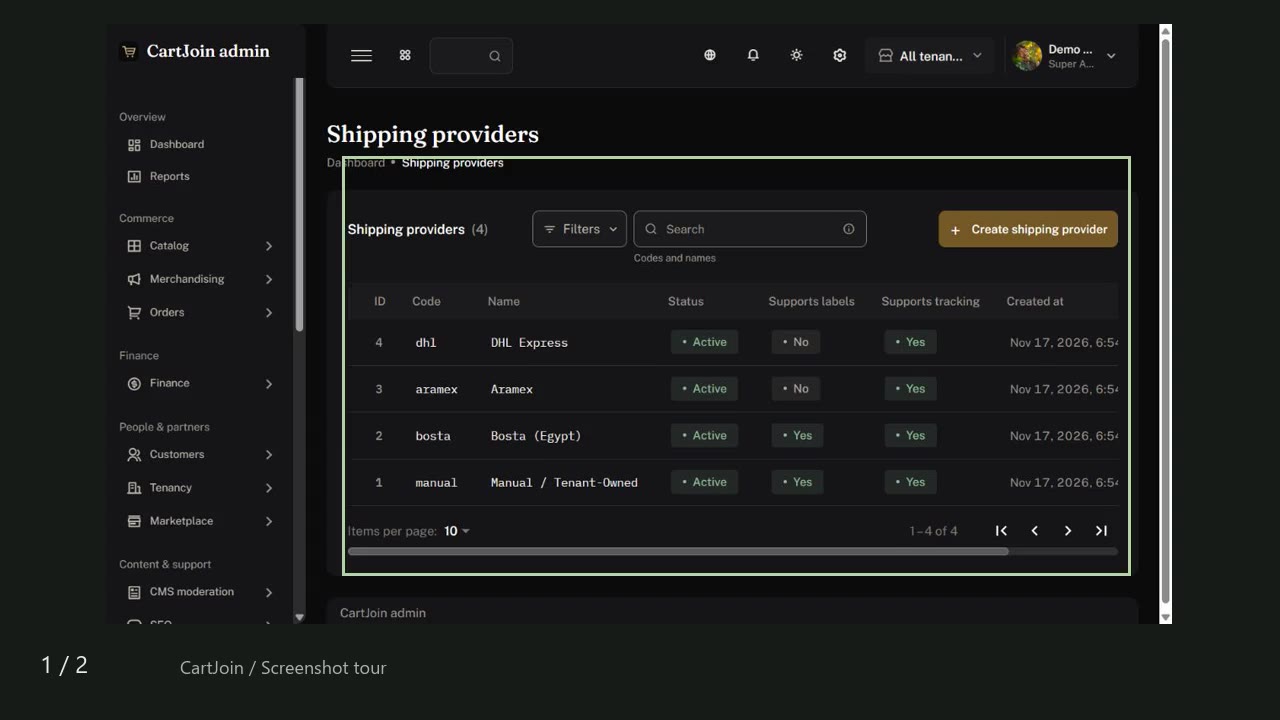 CartJoin admin
All tenan...
Demo ...
Super A...
Overview
Dashboard
Reports
Commerce
Catalog
Merchandising
Orders
Finance
Finance
People & partners
Customers
Tenancy
Marketplace
Content & support
CMS moderation
SEO
Shipping providers
Dashboard • Shipping providers
Shipping providers (4)
Filters
Search
Codes and names
+ Create shipping provider
ID Code Name Status Supports labels Supports tracking Created at
4 dhl DHL Express • Active • No • Yes Nov 17, 2026, 6:54
3 aramex Aramex • Active • No • Yes Nov 17, 2026, 6:54
2 bosta Bosta (Egypt) • Active • Yes • Yes Nov 17, 2026, 6:54
1 manual Manual / Tenant-Owned • Active • Yes • Yes Nov 17, 2026, 6:54
Items per page: 10
1–4 of 4
CartJoin admin
1 / 2
CartJoin / Screenshot tour